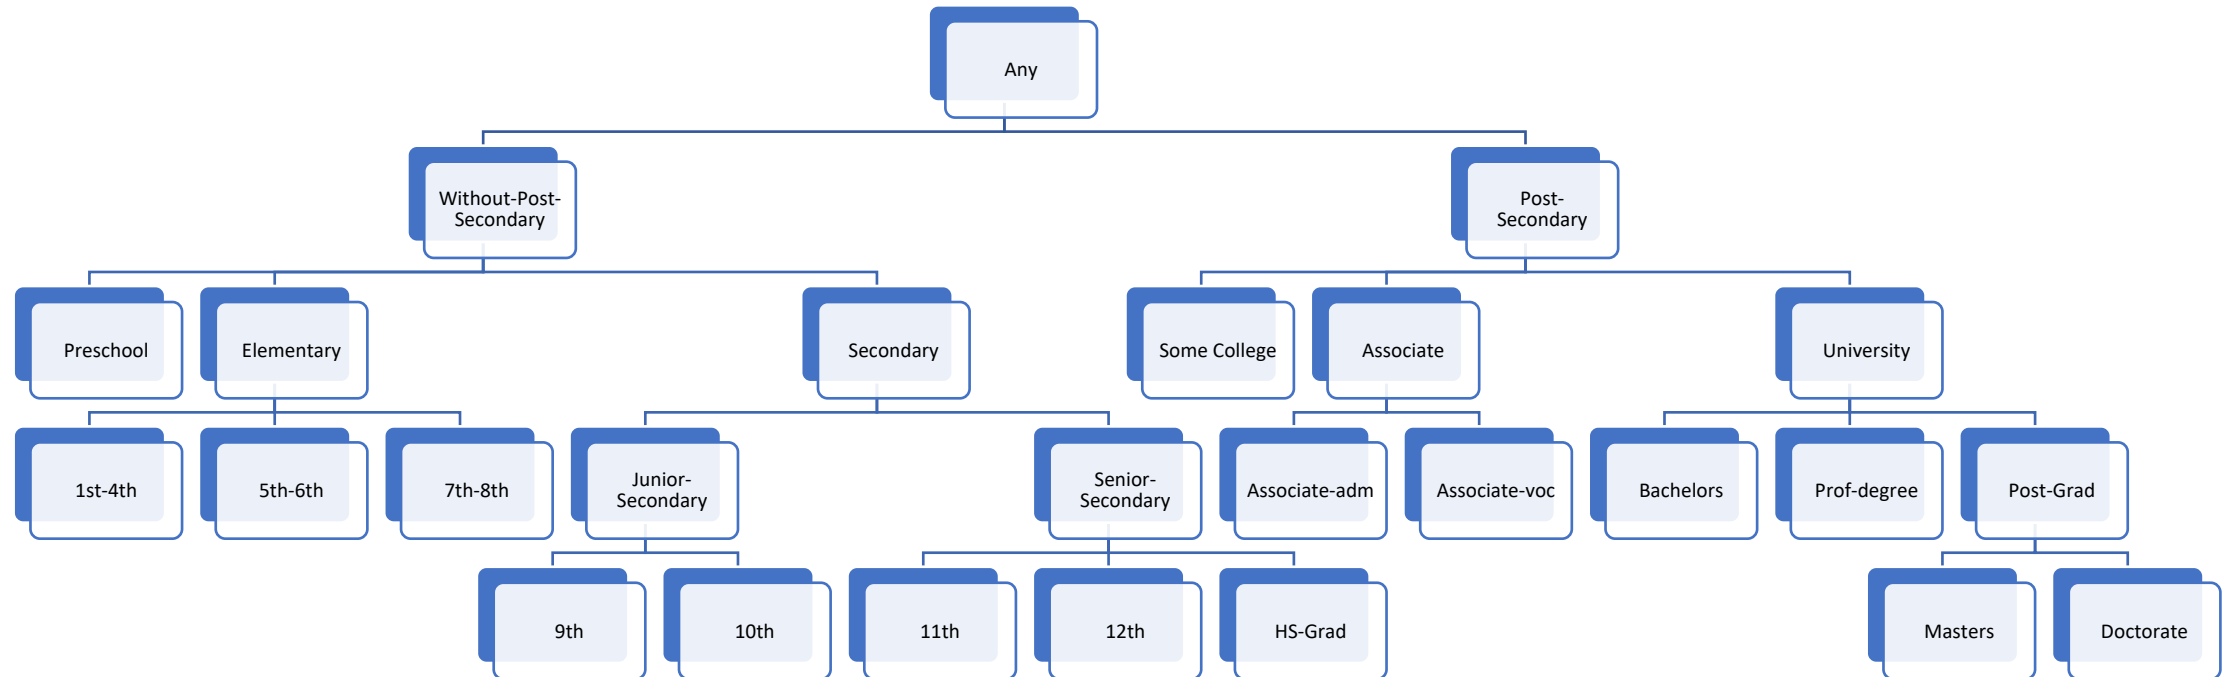 Any
Without-Post-
Secondary
Post-
Secondary
Preschool
Elementary
Secondary
Some College
Associate
University
1st-4th
5th-6th
7th-8th
Junior-
Secondary
Senior-
Secondary
Associate-adm
Associate-voc
Bachelors
Prof-degree
Post-Grad
9th
10th
11th
12th
HS-Grad
Masters
Doctorate